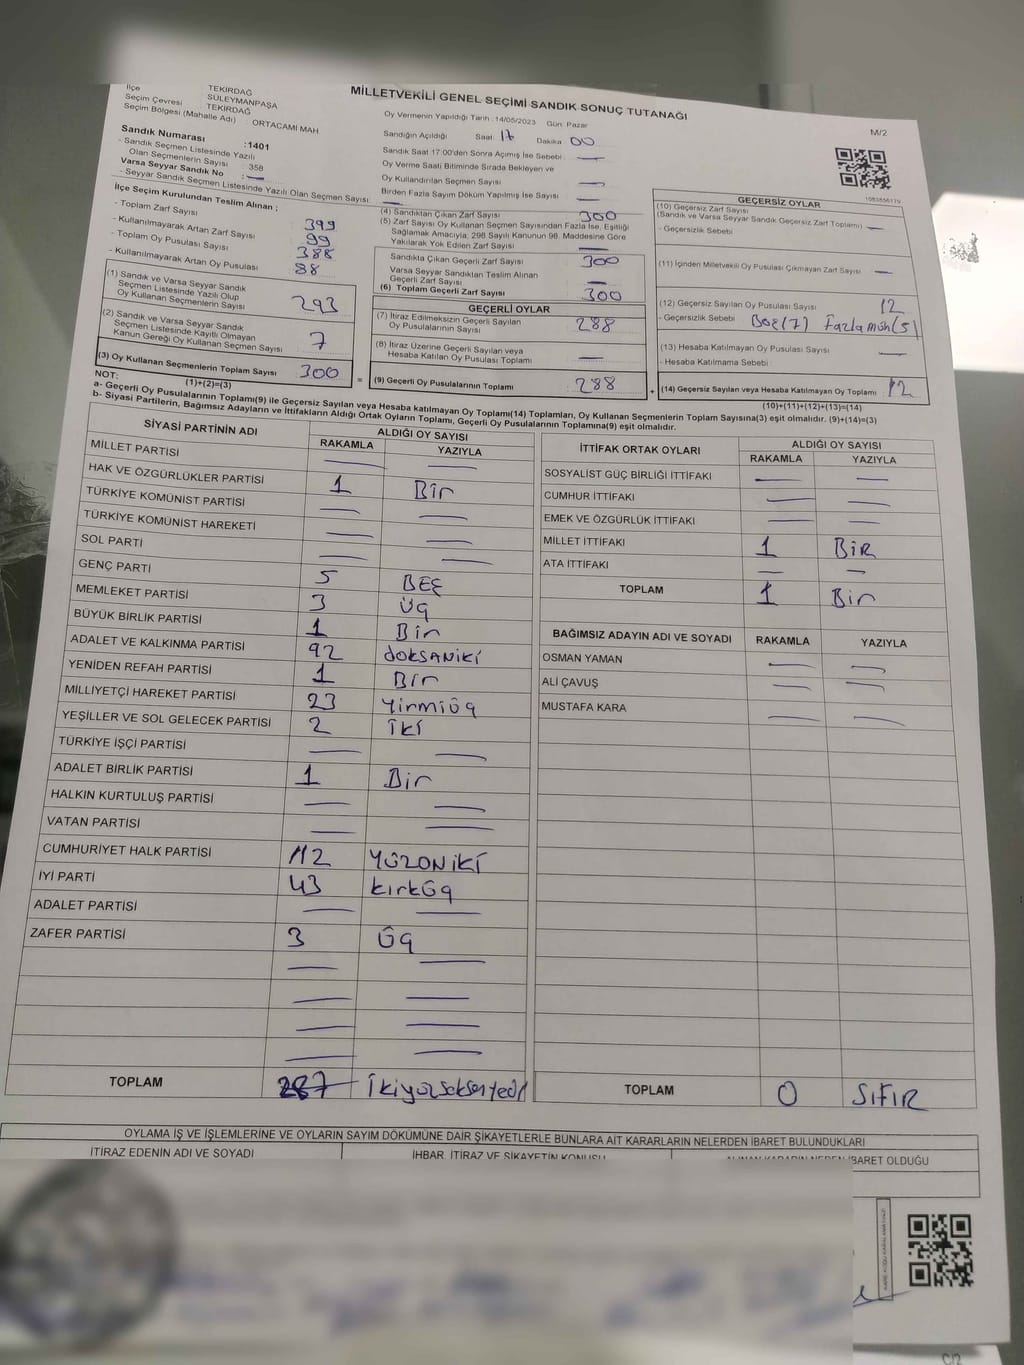 MİLLETVEKİLİ GENEL SEÇİMİ SANDIK SONUÇ TUTANAĞI
M/2
İlçe
TEKİRDAĞ
Seçim Çevresi SÜLEYMANPAŞA
Seçim Bölgesi (Mahalle Adı) TEKİRDAĞ
ORTACAMİ MAH
Sandık Numarası :1401
- Sandık Seçmen Listesinde Yazılı
Olan Seçmenlerin Sayısı 358
Varsa Seyyar Sandık No : —
- Seyyar Sandık Seçmen Listesinde Yazılı Olan Seçmen Sayısı: —
İlçe Seçim Kurulundan Teslim Alınan ;
- Toplam Zarf Sayısı 399
- Kullanılmayarak Artan Zarf Sayısı 99
- Toplam Oy Pusulası Sayısı 388
- Kullanılmayarak Artan Oy Pusulası 88
(1) Sandık ve Varsa Seyyar Sandık
Seçmen Listesinde Yazılı Olup
Oy Kullanan Seçmenlerin Sayısı 293
(2) Sandık ve Varsa Seyyar Sandık
Seçmen Listesinde Kayıtlı Olmayan
Kanun Gereği Oy Kullanan Seçmen Sayısı 7
(3) Oy Kullanan Seçmenlerin Toplam Sayısı 300
(1)+(2)=(3)
Oy Vermenin Yapıldığı Tarih :14/05/2023 Gün: Pazar
Sandığın Açıldığı Saat: 17 Dakika: 00
Sandık Saat 17:00'den Sonra Açımış İse Sebebi —
Oy Verme Saati Bitiminde Sırada Bekleyen ve
Oy Kullandırılan Seçmen Sayısı —
Birden Fazla Sayım Döküm Yapılmış İse Sayısı —
(4) Sandıktan Çıkan Zarf Sayısı 300
(5) Zarf Sayısı Oy Kullanan Seçmen Sayısından Fazla İse, Eşitliği
Sağlamak Amacıyla, 298 Sayılı Kanunun 98. Maddesine Göre
Yakılarak Yok Edilen Zarf Sayısı —
Sandıkta Çıkan Geçerli Zarf Sayısı 300
Varsa Seyyar Sandıktan Teslim Alınan
Geçerli Zarf Sayısı —
(6) Toplam Geçerli Zarf Sayısı 300
GEÇERLİ OYLAR
(7) İtiraz Edilmeksizin Geçerli Sayılan
Oy Pusulalarının Sayısı 288
(8) İtiraz Üzerine Geçerli Sayılan veya
Hesaba Katılan Oy Pusulası Toplamı —
= (9) Geçerli Oy Pusulalarının Toplamı 288
GEÇERSİZ OYLAR
(10) Geçersiz Zarf Sayısı
(Sandık ve Varsa Seyyar Sandık Geçersiz Zarf Toplamı) —
- Geçersizlik Sebebi
(11) İçinden Milletvekili Oy Pusulası Çıkmayan Zarf Sayısı —
(12) Geçersiz Sayılan Oy Pusulası Sayısı 12
- Geçersizlik Sebebi Boş(7) Fazla müh(5)
(13) Hesaba Katılmayan Oy Pusulası Sayısı —
- Hesaba Katılmama Sebebi
+ (14) Geçersiz Sayılan veya Hesaba Katılmayan Oy Toplamı 12
(10)+(11)+(12)+(13)=(14)
NOT:
a- Geçerli Oy Pusulalarının Toplamı(9) ile Geçersiz Sayılan veya Hesaba katılmayan Oy Toplamı(14) Toplamları, Oy Kullanan Seçmenlerin Toplam Sayısına(3) eşit olmalıdır. (9)+(14)=(3)
b- Siyasi Partilerin, Bağımsız Adayların ve İttifakların Aldığı Ortak Oyların Toplamı, Geçerli Oy Pusulalarının Toplamına(9) eşit olmalıdır.
SİYASİ PARTİNİN ADI ALDIĞI OY SAYISI
RAKAMLA YAZIYLA
MİLLET PARTİSİ — —
HAK VE ÖZGÜRLÜKLER PARTİSİ 1 Bir
TÜRKİYE KOMÜNİST PARTİSİ — —
TÜRKİYE KOMÜNİST HAREKETİ — —
SOL PARTİ — —
GENÇ PARTİ 5 BEŞ
MEMLEKET PARTİSİ 3 Üç
BÜYÜK BİRLİK PARTİSİ 1 Bir
ADALET VE KALKINMA PARTİSİ 92 doksaniki
YENİDEN REFAH PARTİSİ 1 Bir
MİLLİYETÇİ HAREKET PARTİSİ 23 Yirmiüç
YEŞİLLER VE SOL GELECEK PARTİSİ 2 İki
TÜRKİYE İŞÇİ PARTİSİ — —
ADALET BİRLİK PARTİSİ 1 Bir
HALKIN KURTULUŞ PARTİSİ — —
VATAN PARTİSİ — —
CUMHURİYET HALK PARTİSİ 112 YÜZONİKİ
İYİ PARTİ 43 kırküç
ADALET PARTİSİ — —
ZAFER PARTİSİ 3 Üç
— —
— —
— —
— —
TOPLAM 287 İkiyüzseksenyedi
İTTİFAK ORTAK OYLARI ALDIĞI OY SAYISI
RAKAMLA YAZIYLA
SOSYALİST GÜÇ BİRLİĞİ İTTİFAKI — —
CUMHUR İTTİFAKI — —
EMEK VE ÖZGÜRLÜK İTTİFAKI — —
MİLLET İTTİFAKI 1 BİR
ATA İTTİFAKI — —
TOPLAM 1 Bir
BAĞIMSIZ ADAYIN ADI VE SOYADI RAKAMLA YAZIYLA
OSMAN YAMAN — —
ALİ ÇAVUŞ — —
MUSTAFA KARA — —
TOPLAM 0 SIFIR
OYLAMA İŞ VE İŞLEMLERİNE VE OYLARIN SAYIM DÖKÜMÜNE DAİR ŞİKAYETLERLE BUNLARA AİT KARARLARIN NELERDEN İBARET BULUNDUKLARI
İTİRAZ EDENİN ADI VE SOYADI İHBAR, İTİRAZ VE ŞİKAYETİN KONUSU ALINAN KARARIN NEDEN İBARET OLDUĞU
C/2